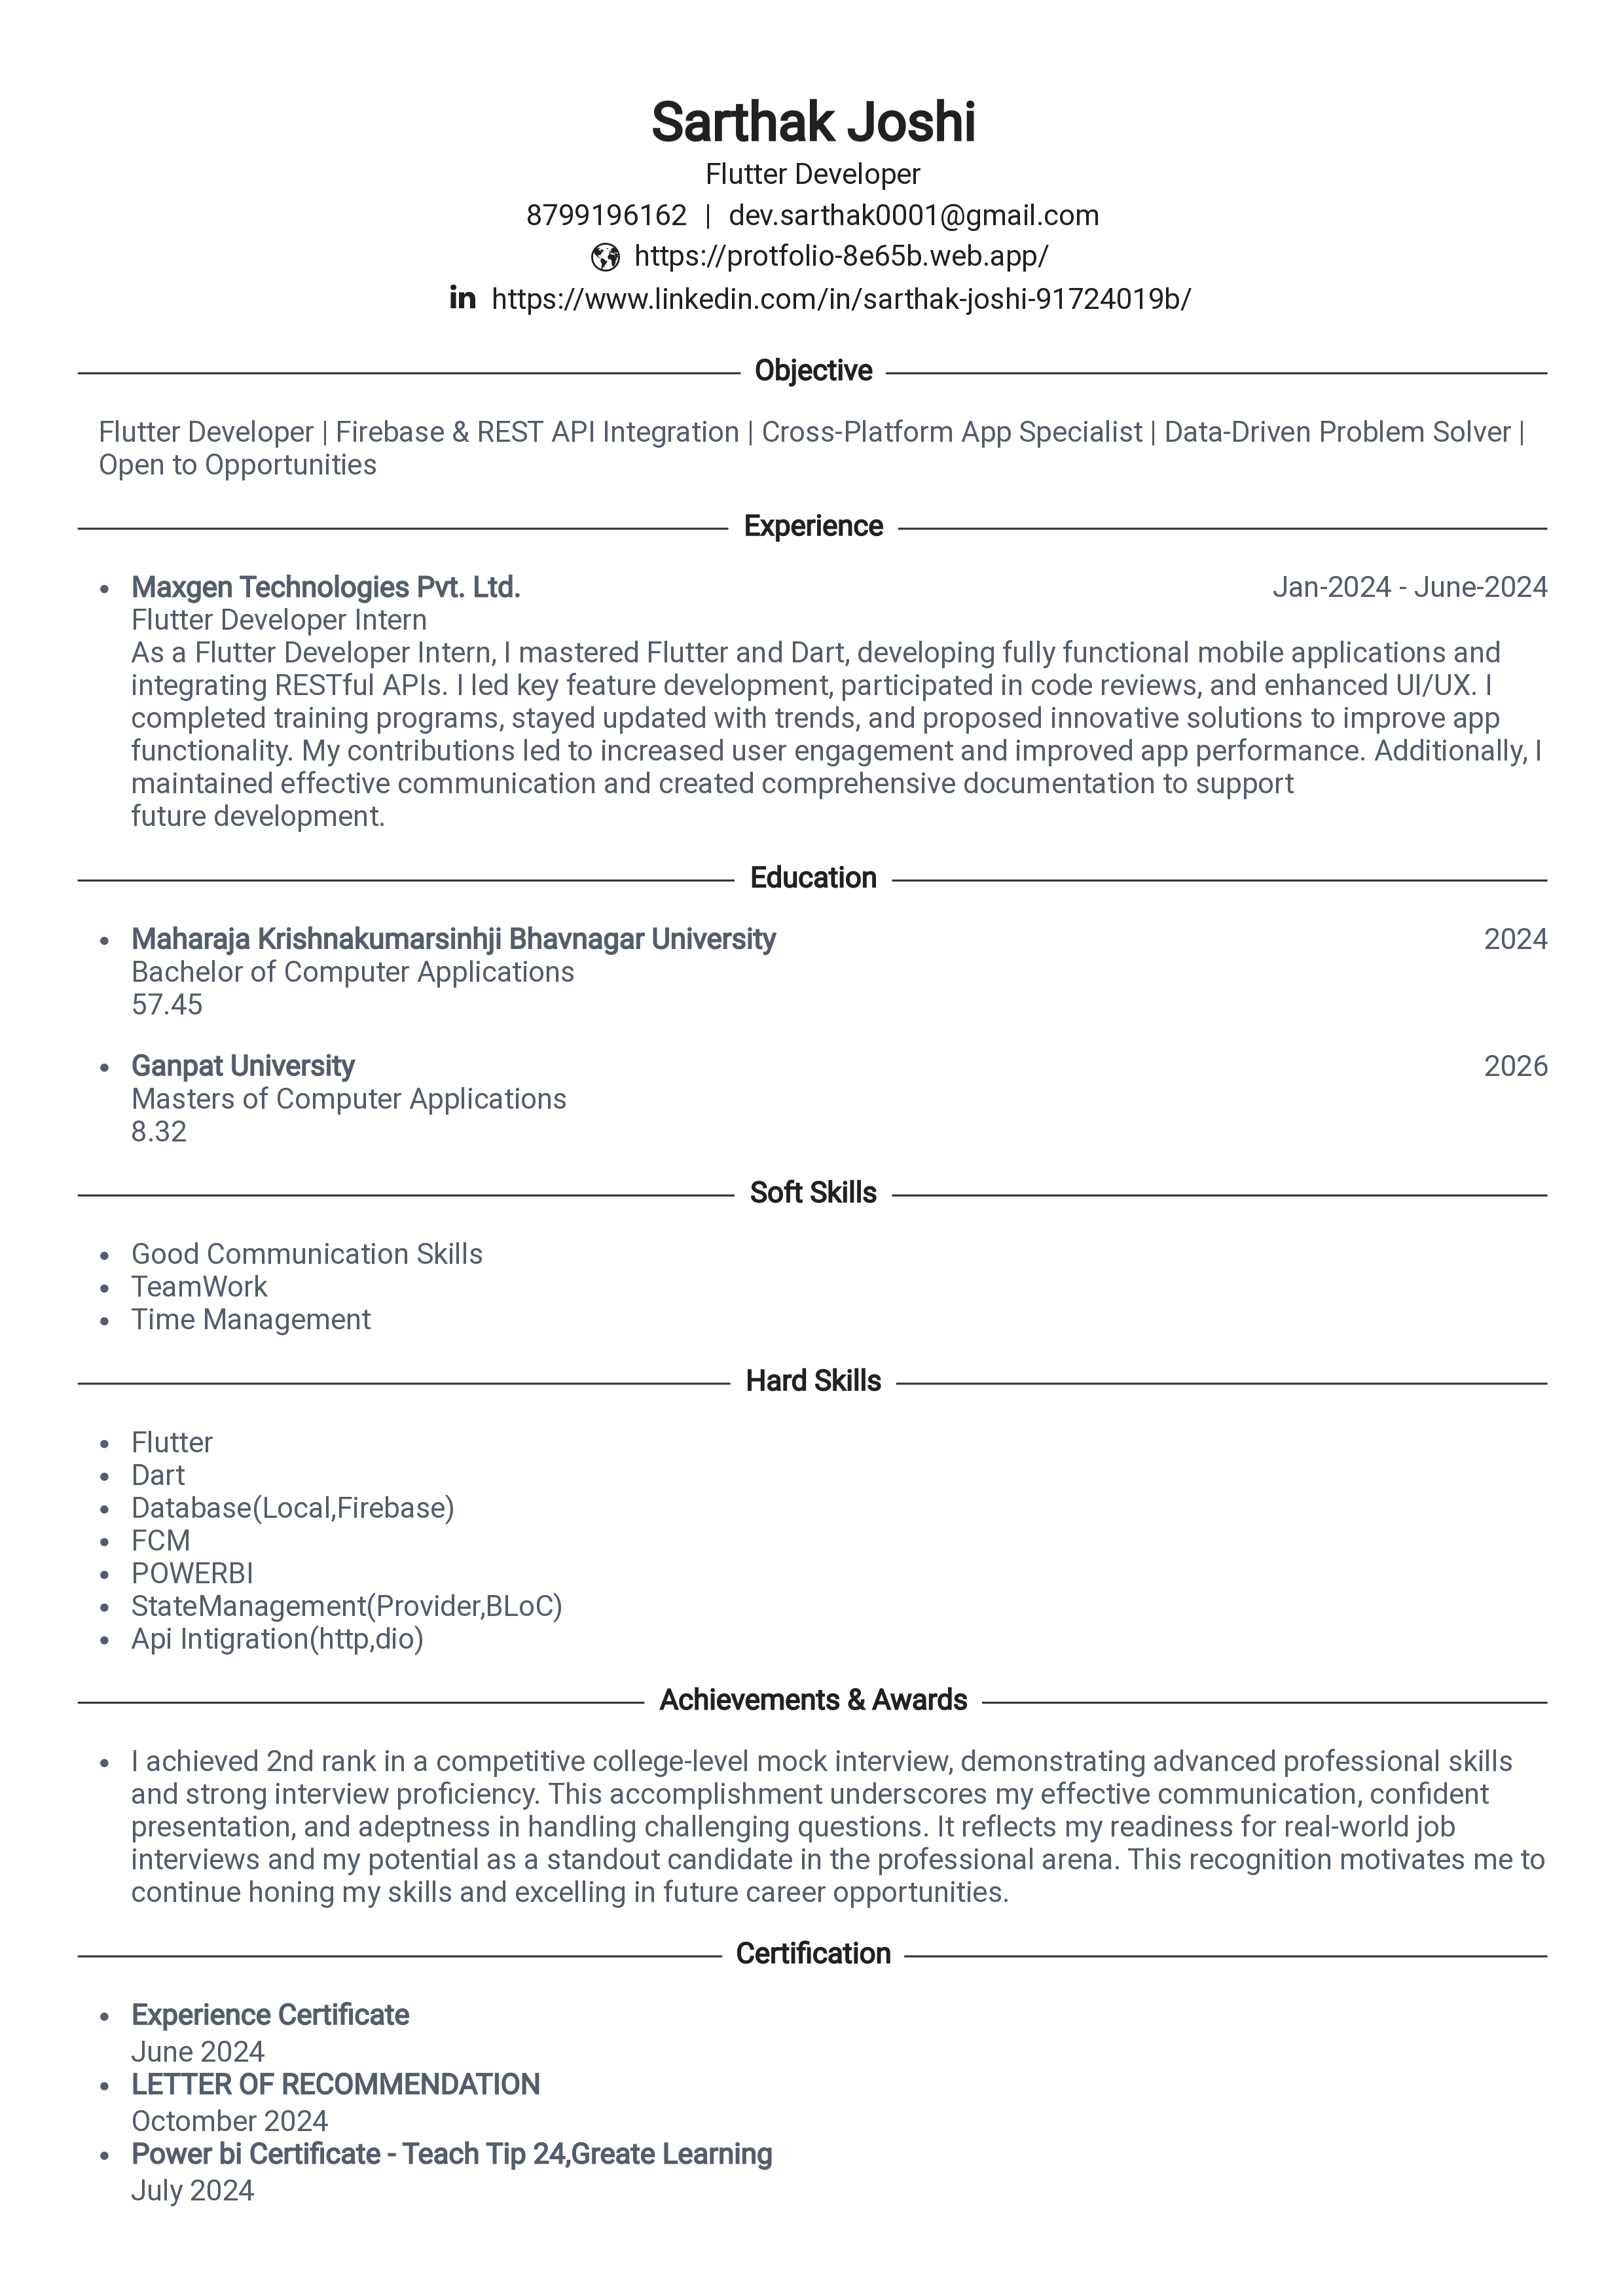 Sarthak Joshi
Flutter Developer
8799196162 | dev.sarthak0001@gmail.com
https://protfolio-8e65b.web.app/
in https://www.linkedin.com/in/sarthak-joshi-91724019b/
Objective
Flutter Developer | Firebase & REST API Integration | Cross-Platform App Specialist | Data-Driven Problem Solver |
Open to Opportunities
Experience
• Maxgen Technologies Pvt. Ltd. Jan-2024 - June-2024
Flutter Developer Intern
As a Flutter Developer Intern, I mastered Flutter and Dart, developing fully functional mobile applications and
integrating RESTful APIs. I led key feature development, participated in code reviews, and enhanced UI/UX. I
completed training programs, stayed updated with trends, and proposed innovative solutions to improve app
functionality. My contributions led to increased user engagement and improved app performance. Additionally, I
maintained effective communication and created comprehensive documentation to support
future development.
Education
• Maharaja Krishnakumarsinhji Bhavnagar University 2024
Bachelor of Computer Applications
57.45
• Ganpat University 2026
Masters of Computer Applications
8.32
Soft Skills
• Good Communication Skills
• TeamWork
• Time Management
Hard Skills
• Flutter
• Dart
• Database(Local,Firebase)
• FCM
• POWERBI
• StateManagement(Provider,BLoC)
• Api Intigration(http,dio)
Achievements & Awards
• I achieved 2nd rank in a competitive college-level mock interview, demonstrating advanced professional skills
and strong interview proficiency. This accomplishment underscores my effective communication, confident
presentation, and adeptness in handling challenging questions. It reflects my readiness for real-world job
interviews and my potential as a standout candidate in the professional arena. This recognition motivates me to
continue honing my skills and excelling in future career opportunities.
Certification
• Experience Certificate
June 2024
• LETTER OF RECOMMENDATION
Octomber 2024
• Power bi Certificate - Teach Tip 24,Greate Learning
July 2024